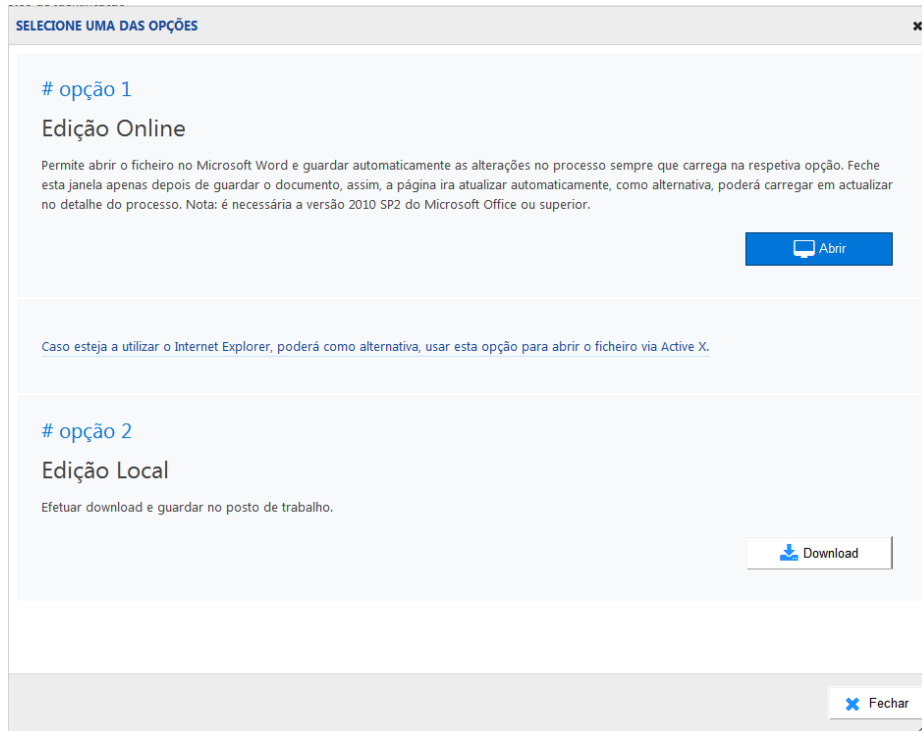 SELECIONE UMA DAS OPÇÕES
# opção 1
Edição Online
Permite abrir o ficheiro no Microsoft Word e guardar automaticamente as alterações no processo sempre que carrega na respetiva opção. Feche
esta janela apenas depois de guardar o documento, assim, a página ira atualizar automaticamente, como alternativa, poderá carregar em actualizar
no detalhe do processo. Nota: é necessária a versão 2010 SP2 do Microsoft Office ou superior.
Abrir
Caso esteja a utilizar o Internet Explorer, poderá como alternativa, usar esta opção para abrir o ficheiro via Active X.
# opção 2
Edição Local
Efetuar download e guardar no posto de trabalho.
Download
Fechar